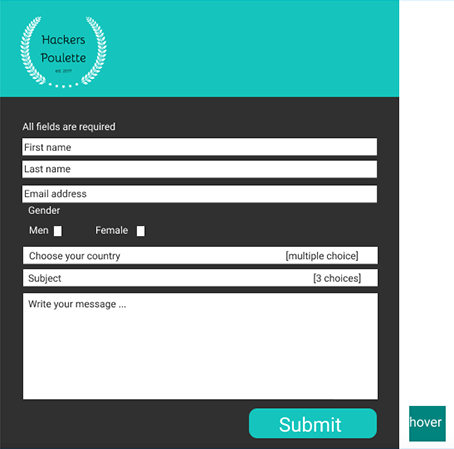 Hackers
Poulette
est. 2017
All fields are required
First name
Last name
Email address
Gender
Men
Female
Choose your country [multiple choice]
Subject [3 choices]
Write your message ...
Submit
hover